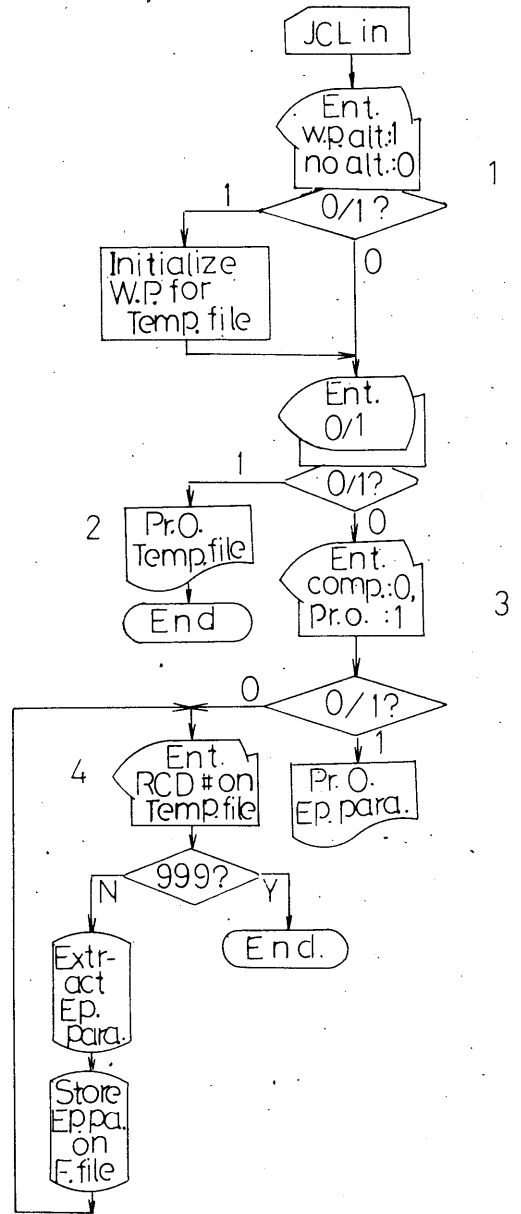 JCL in
Ent.
w.p. alt.:1
no alt.:0
1
0/1?
1
0
Initialize
W.P. for
Temp. file
Ent.
0/1
0/1?
1
0
2
Pr.O.
Temp. file
End
Ent.
comp.:0,
Pr.o. :1
3
0/1?
0
1
Pr. O.
Ep. para.
4
Ent.
RCD # on
Temp. file
999?
N
Y
End.
Extr-
act
Ep.
para.
Store
Ep.pa.
on
F.file